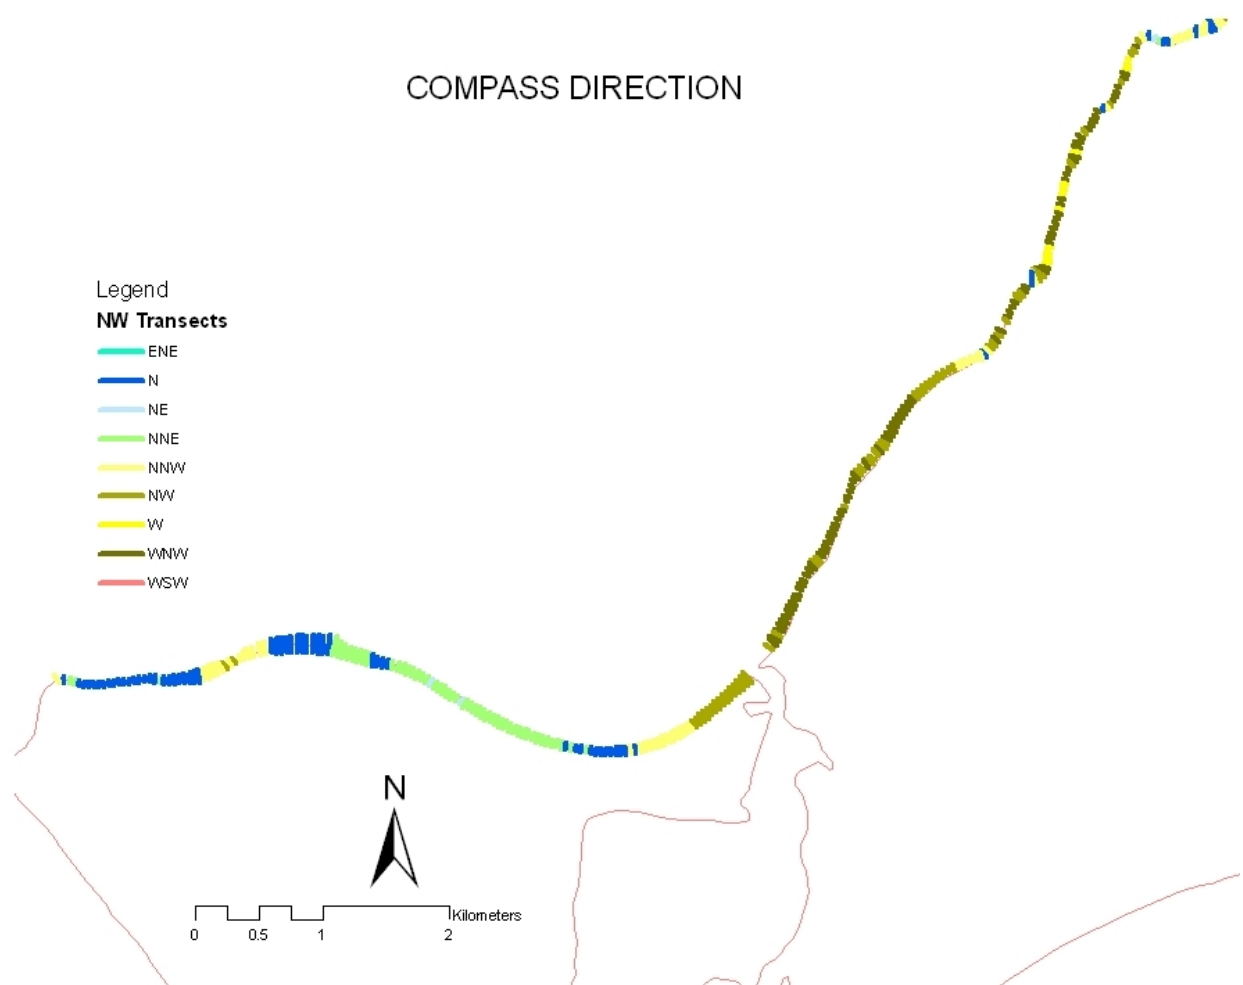 COMPASS DIRECTION
Legend
NW Transects
ENE
N
NE
NNE
NNW
NW
W
WNW
WSW
N
Kilometers
0 0.5 1 2